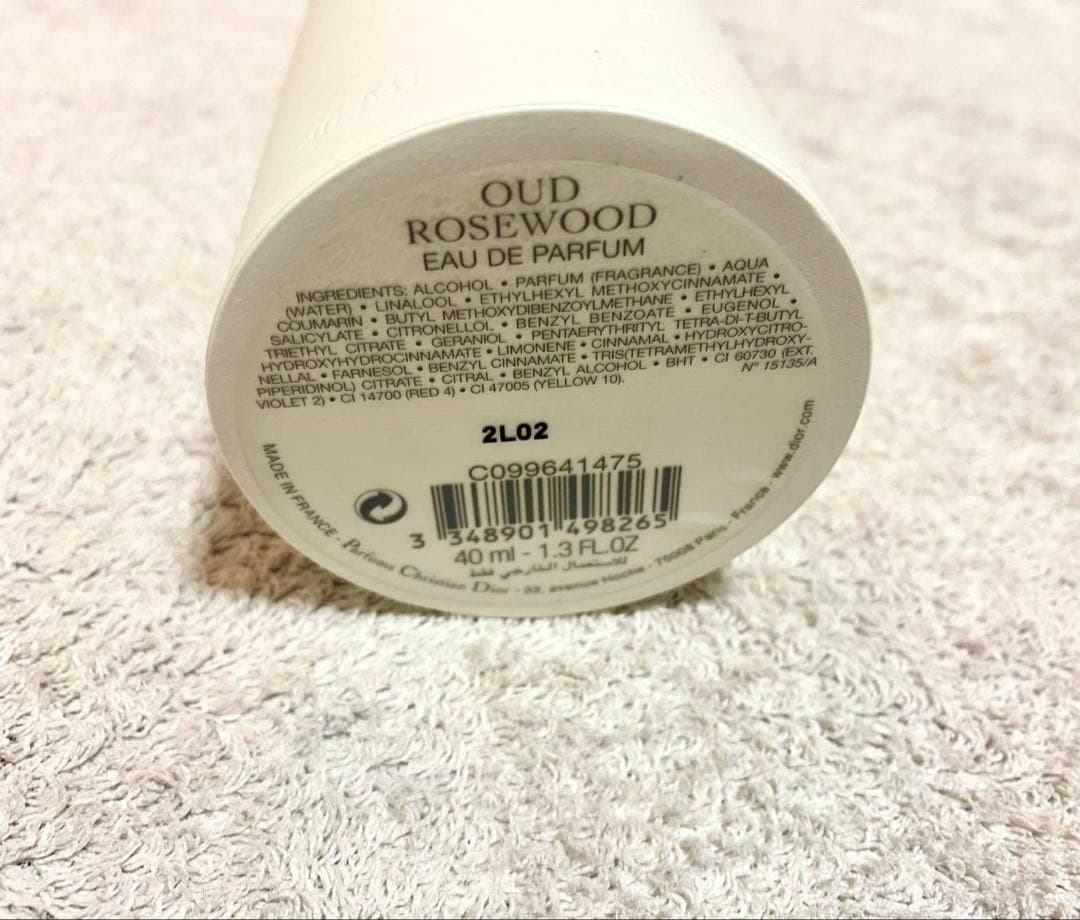 OUD
ROSEWOOD
EAU DE PARFUM
INGREDIENTS: ALCOHOL • PARFUM (FRAGRANCE) • AQUA
(WATER) • LINALOOL • ETHYLHEXYL METHOXYCINNAMATE •
COUMARIN • BUTYL METHOXYDIBENZOYLMETHANE • ETHYLHEXYL
SALICYLATE • CITRONELLOL • BENZYL BENZOATE • EUGENOL •
TRIETHYL CITRATE • GERANIOL • PENTAERYTHRITYL TETRA-DI-T-BUTYL
HYDROXYHYDROCINNAMATE • LIMONENE • CINNAMAL • HYDROXYCITRO-
NELLAL • FARNESOL • BENZYL CINNAMATE • TRIS(TETRAMETHYLHYDROXY-
PIPERIDINOL) CITRATE • CITRAL • BENZYL ALCOHOL • BHT • CI 60730 (EXT.
VIOLET 2) • CI 14700 (RED 4) • CI 47005 (YELLOW 10).
N° 15135/A
2L02
C099641475
3 348901 498265
40 ml - 1.3 FL.OZ
للاستعمال الخارجي فقط
MADE IN FRANCE - Parfums Christian Dior - 33, avenue Hoche - 75008 Paris - France - www.dior.com